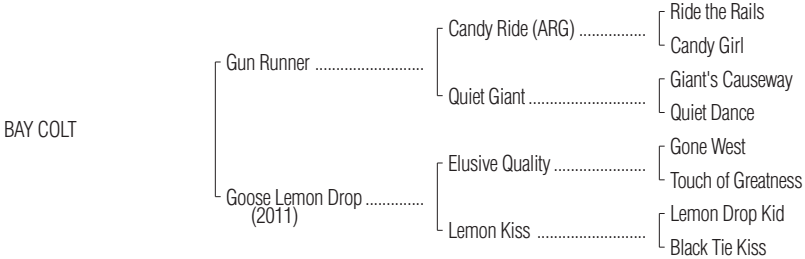 Ride the Rails
Candy Ride (ARG) ................
Candy Girl
Gun Runner ..........................
Giant's Causeway
Quiet Giant ............................
Quiet Dance
BAY COLT
Gone West
Elusive Quality ......................
Touch of Greatness
Goose Lemon Drop ..............
(2011)
Lemon Drop Kid
Lemon Kiss ..........................
Black Tie Kiss